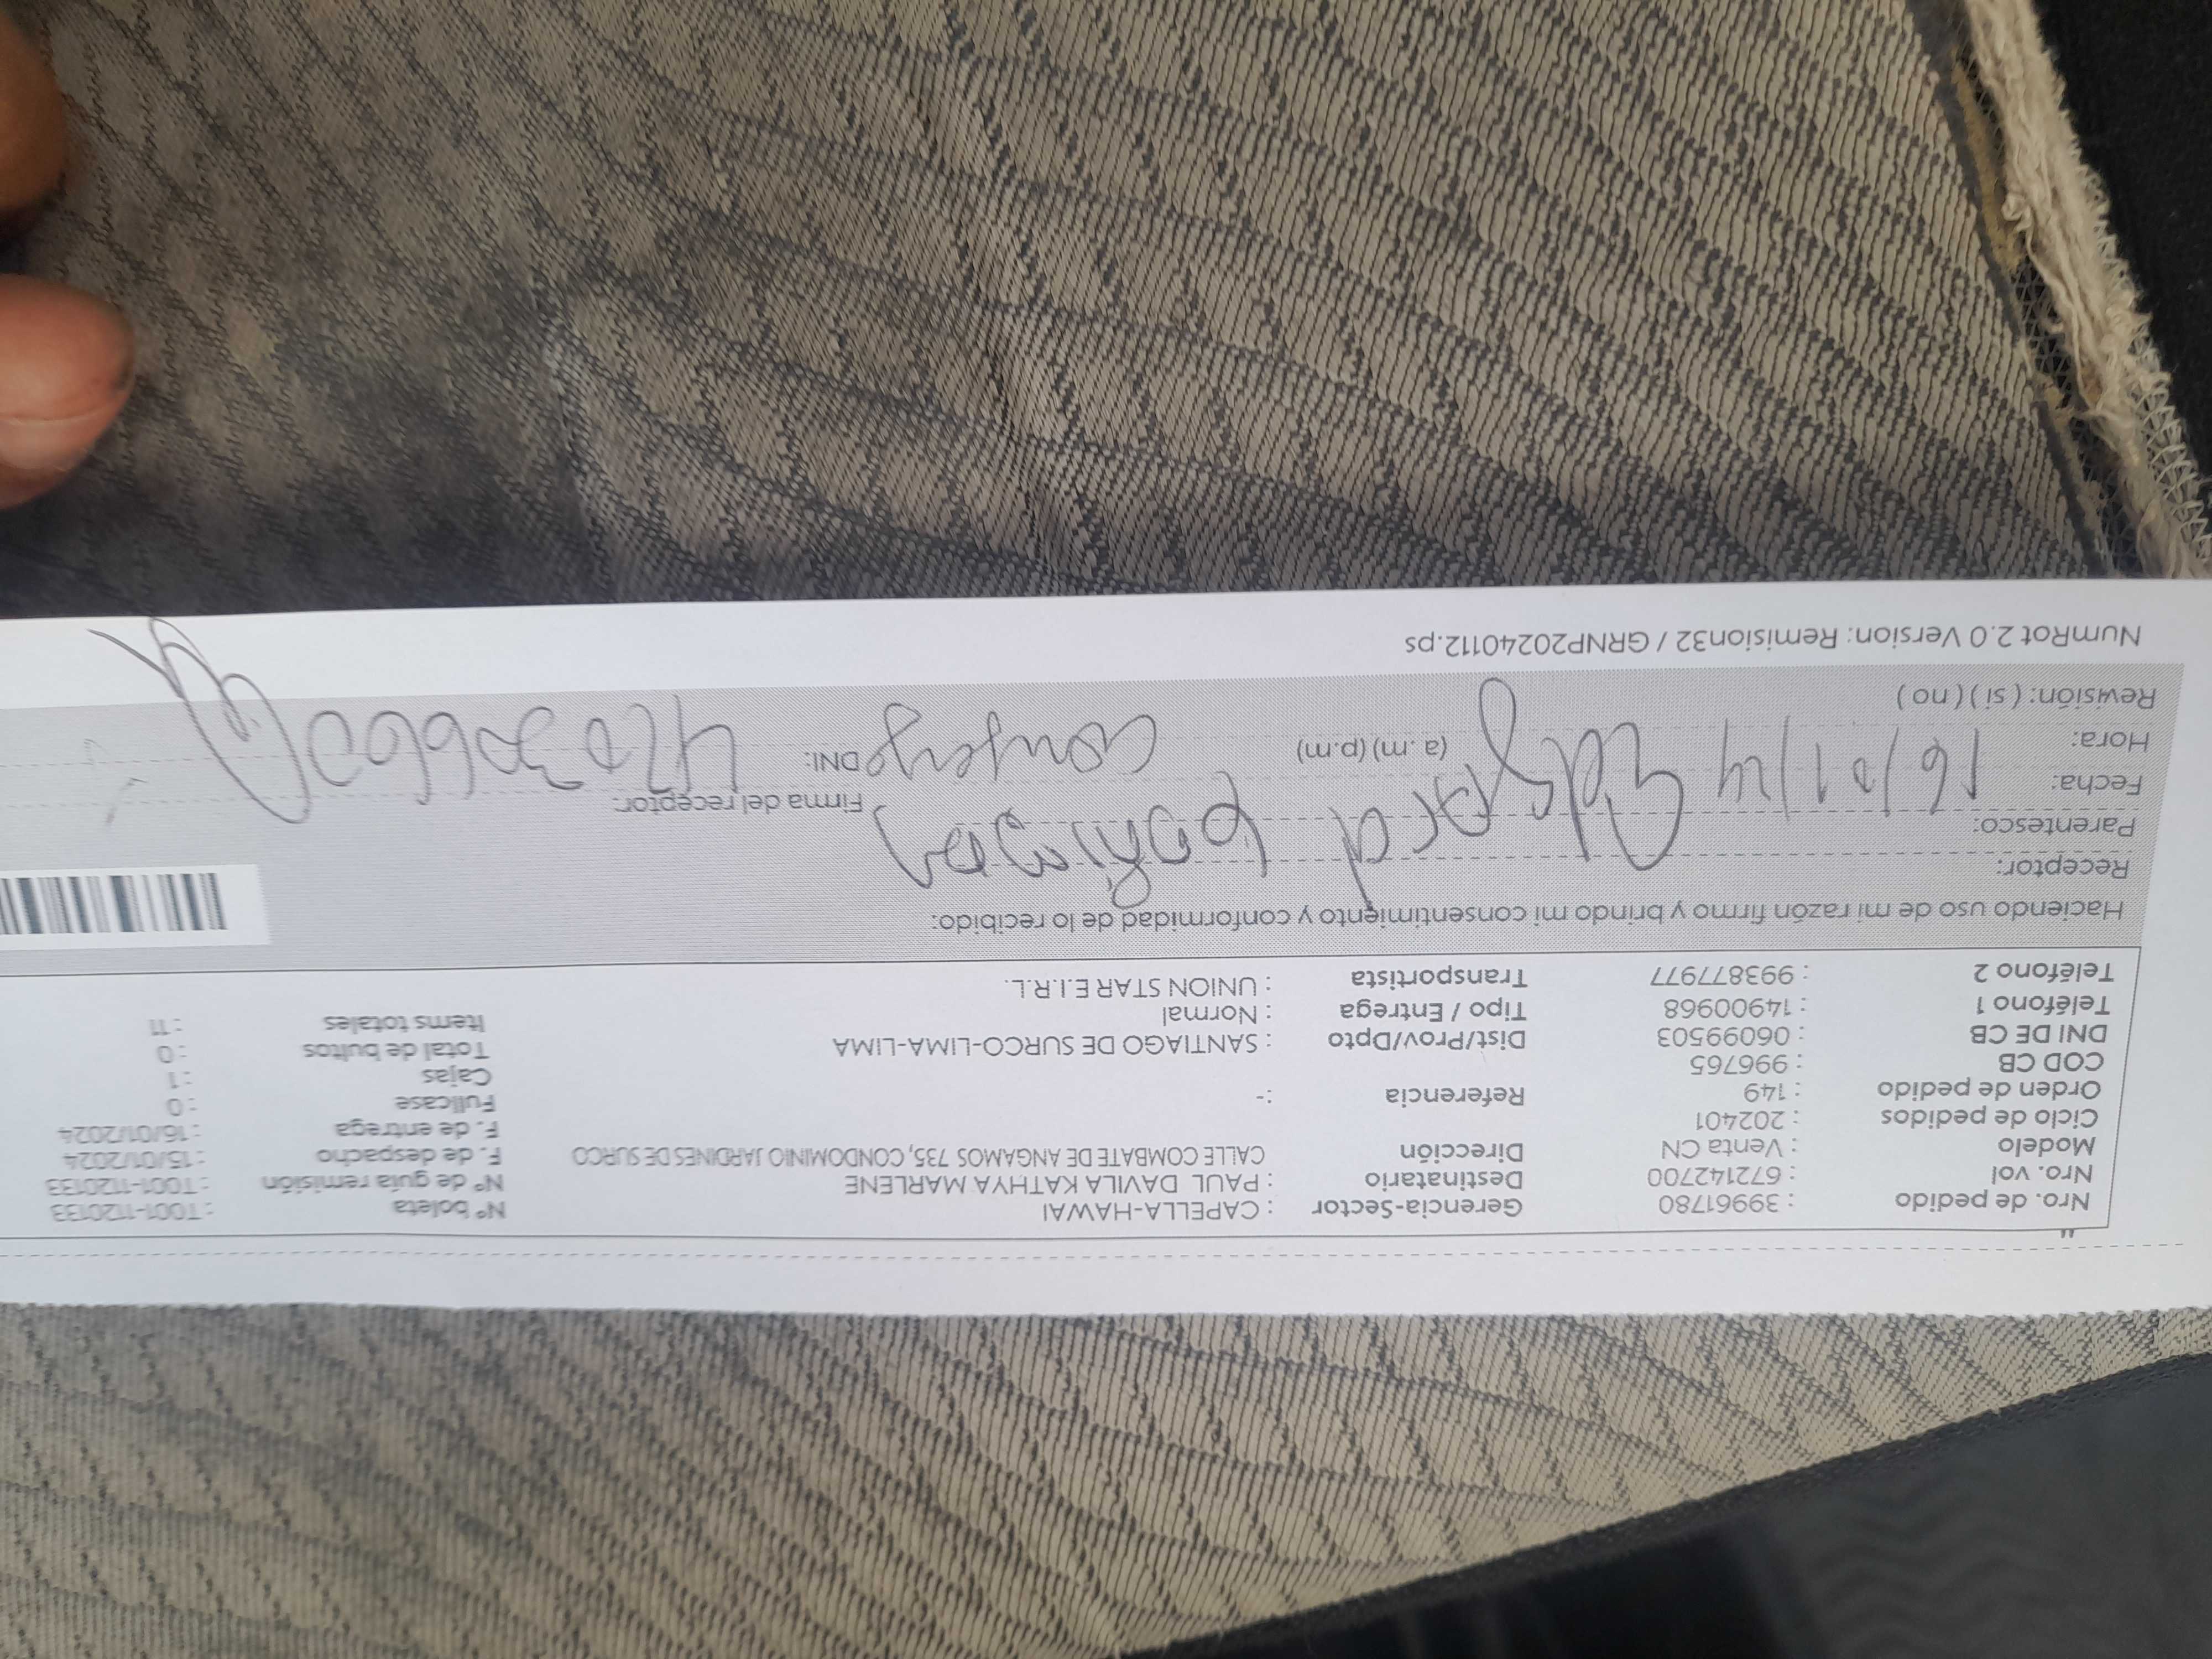 Nro. de pedido : 39961780 Gerencia-Sector : CAPELLA-HAWAI Nº boleta : T001-1120133
Nro. vol : 672142700 Destinatario : PAUL DAVILA KATHYA MARLENE Nº de guía remisión : T001-1120133
Modelo : Venta CN Dirección CALLE COMBATE DE ANGAMOS 735, CONDOMINIO JARDINES DE SURCO F. de despacho : 15/01/2024
Ciclo de pedidos : 202401 F. de entrega : 16/01/2024
Orden de pedido : 149 Referencia :- Fullcase : 0
COD CB : 996765 Cajas : 1
DNI DE CB : 06099503 Dist/Prov/Dpto : SANTIAGO DE SURCO-LIMA-LIMA Total de bultos : 0
Teléfono 1 : 14900968 Tipo / Entrega : Normal Items totales : 11
Teléfono 2 : 993877977 Transportista : UNION STAR E.I.R.L.
Haciendo uso de mi razón firmo y brindo mi consentimiento y conformidad de lo recibido:
Receptor:
Parentesco:
Fecha: 16/01/24 Firma del receptor:
Hora: (a.m) (p.m) conserje DNI:
Revisión: ( si ) ( no )
NumRot 2.0 Version: Remision32 / GRNP20240112.ps